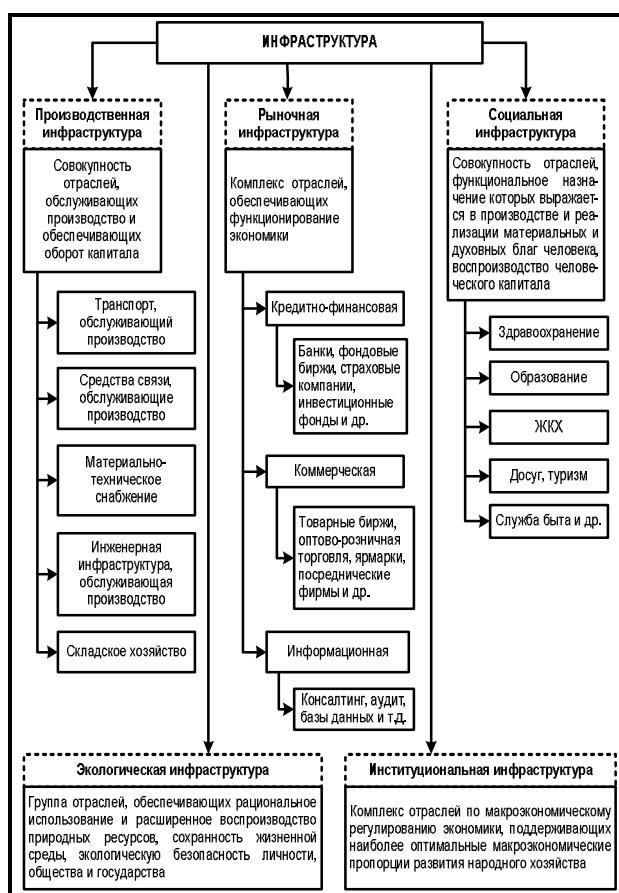 ИНФРАСТРУКТУРА
Производственная
инфраструктура
Совокупность
отраслей,
обслуживающих
производство и
обеспечивающих
оборот капитала
Транспорт,
обслуживающий
производство
Средства связи,
обслуживающие
производство
Материально-
техническое
снабжение
Инженерная
инфраструктура,
обслуживающая
производство
Складское хозяйство
Рыночная
инфраструктура
Комплекс отраслей,
обеспечивающих
функционирование
экономики
Кредитно-финансовая
Банки, фондовые
биржи, страховые
компании,
инвестиционные
фонды и др.
Коммерческая
Товарные биржи,
оптово-розничная
торговля, ярмарки,
посреднические
фирмы и др.
Информационная
Консалтинг, аудит,
базы данных и т.д.
Социальная
инфраструктура
Совокупность отраслей,
функциональное назна-
чение которых выражает-
ся в производстве и реа-
лизации материальных и
духовных благ человека,
воспроизводство челове-
ческого капитала
Здравоохранение
Образование
ЖКХ
Досуг, туризм
Служба быта и др.
Экологическая инфраструктура
Группа отраслей, обеспечивающих рациональное
использование и расширенное воспроизводство
природных ресурсов, сохранность жизненной
среды, экологическую безопасность личности,
общества и государства
Институциональная инфраструктура
Комплекс отраслей по макроэкономическому
регулированию экономики, поддерживающих
наиболее оптимальные макроэкономические
пропорции развития народного хозяйства